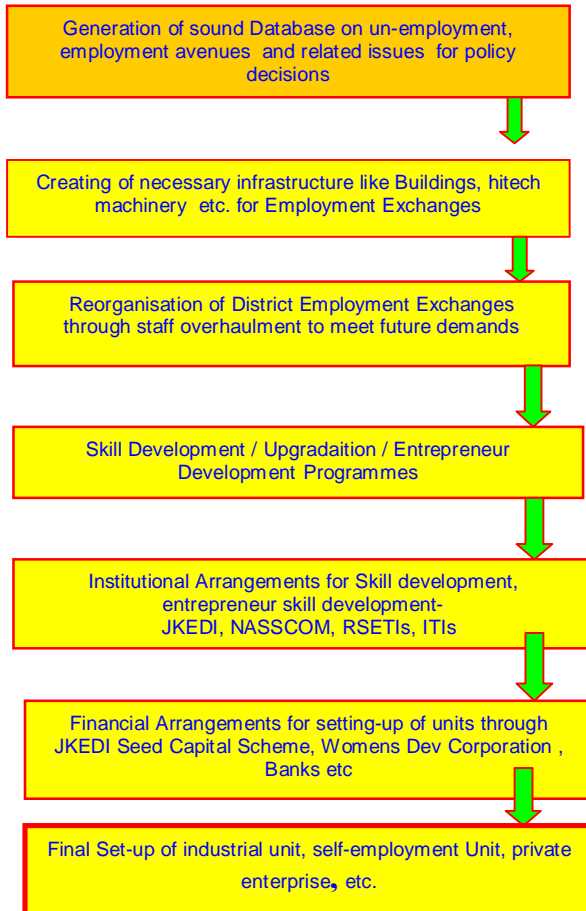 Generation of sound Database on un-employment,
employment avenues and related issues for policy
decisions
Creating of necessary infrastructure like Buildings, hitech
machinery etc. for Employment Exchanges
Reorganisation of District Employment Exchanges
through staff overhaulment to meet future demands
Skill Development / Upgradaition / Entrepreneur
Development Programmes
Institutional Arrangements for Skill development,
entrepreneur skill development-
JKEDI, NASSCOM, RSETIs, ITIs
Financial Arrangements for setting-up of units through
JKEDI Seed Capital Scheme, Womens Dev Corporation ,
Banks etc
Final Set-up of industrial unit, self-employment Unit, private
enterprise, etc.